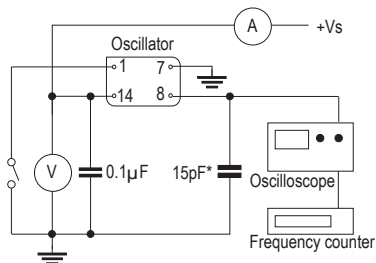 A
+Vs
Oscillator
1
7
14
8
V
0.1µF
15pF*
Oscilloscope
Frequency counter